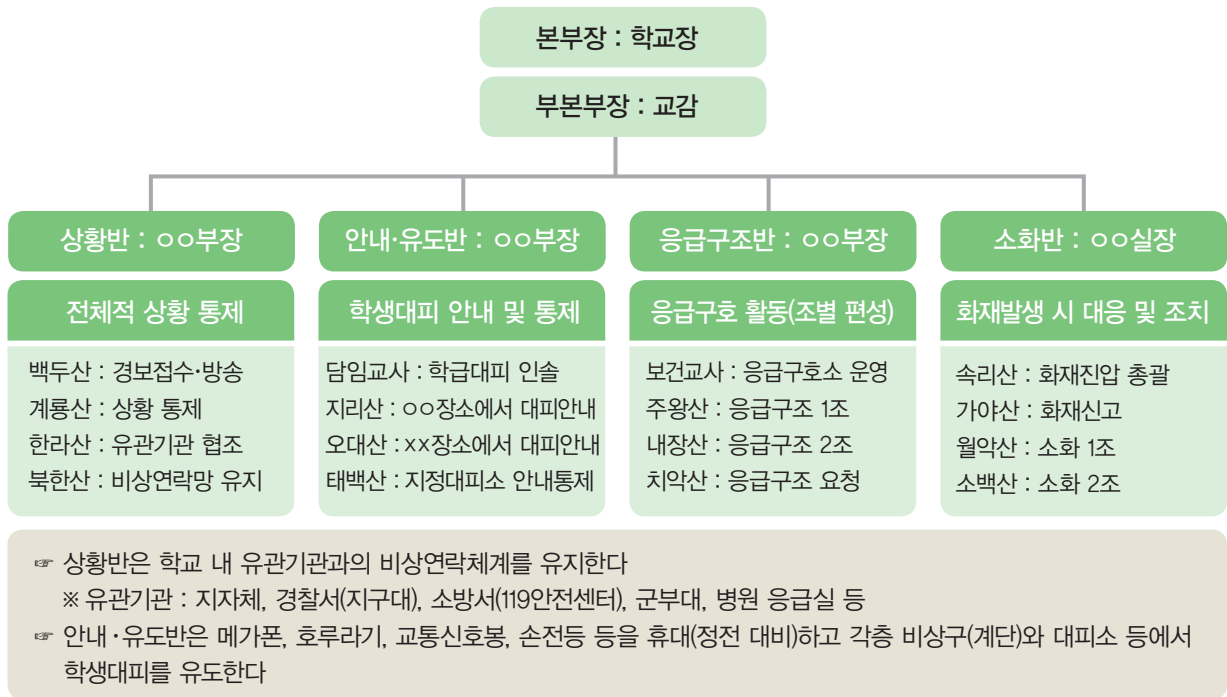 본부장 : 학교장
부본부장 : 교감
상황반 : ○○부장
안내·유도반 : ○○부장
응급구조반 : ○○부장
소화반 : ○○실장
전체적 상황 통제
학생대피 안내 및 통제
응급구호 활동(조별 편성)
화재발생 시 대응 및 조치
백두산 : 경보접수·방송
계룡산 : 상황 통제
한라산 : 유관기관 협조
북한산 : 비상연락망 유지
담임교사 : 학급대피 인솔
지리산 : ○○장소에서 대피안내
오대산 : xx장소에서 대피안내
태백산 : 지정대피소 안내통제
보건교사 : 응급구호소 운영
주왕산 : 응급구조 1조
내장산 : 응급구조 2조
치악산 : 응급구조 요청
속리산 : 화재진압 총괄
가야산 : 화재신고
월악산 : 소화 1조
소백산 : 소화 2조
☞ 상황반은 학교 내 유관기관과의 비상연락체계를 유지한다
※ 유관기관 : 지자체, 경찰서(지구대), 소방서(119안전센터), 군부대, 병원 응급실 등
☞ 안내·유도반은 메가폰, 호루라기, 교통신호봉, 손전등 등을 휴대(정전 대비)하고 각층 비상구(계단)와 대피소 등에서
학생대피를 유도한다